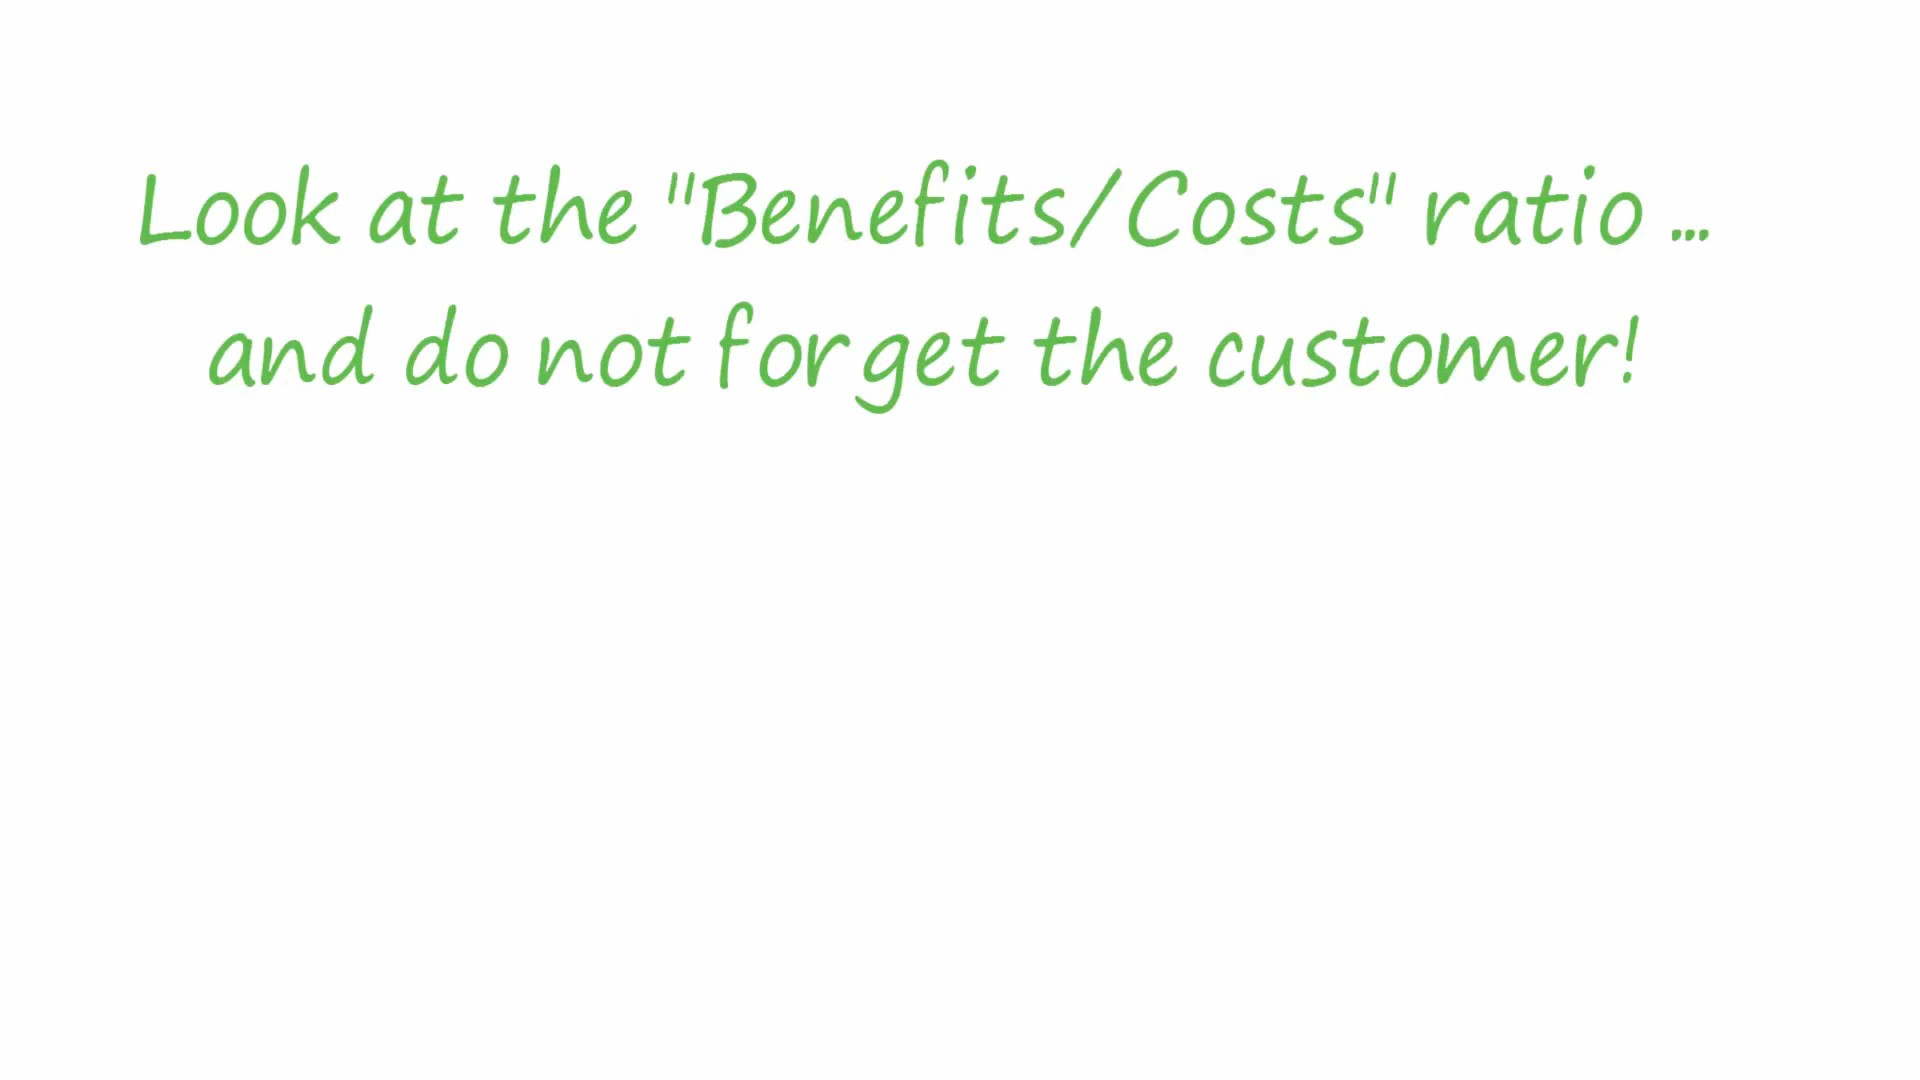 Look at the "Benefits/Costs" ratio ...
and do not forget the customer!